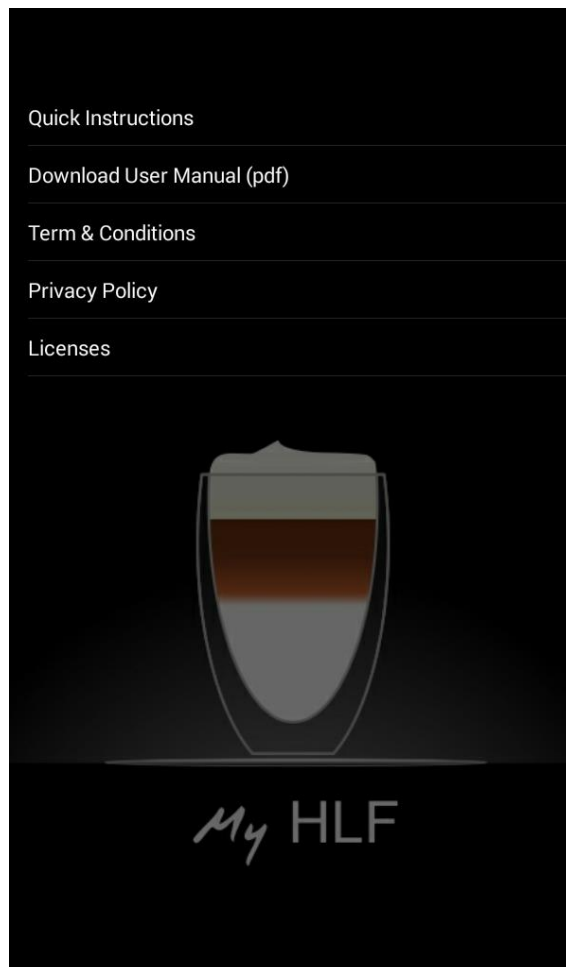 Quick Instructions
Download User Manual (pdf)
Term & Conditions
Privacy Policy
Licenses
My HLF